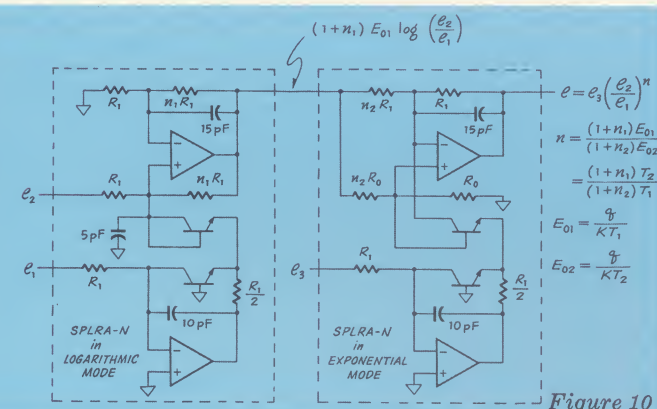 (1+n₁) E₀₁ log (e₂/e₁)
R₁
n₁R₁
15pF
−
+
e₂
R₁
n₁R₁
5pF
e₁
R₁
R₁/2
10pF
−
+
SPLRA-N
in
LOGARITHMIC
MODE
n₂R₁
R₁
15pF
−
+
n₂R₀
R₀
e₃
R₁
R₁/2
10pF
−
+
SPLRA-N
in
EXPONENTIAL
MODE
e = e₃(e₂/e₁)ⁿ
n = (1+n₁)E₀₁/(1+n₂)E₀₂
= (1+n₁)T₂/(1+n₂)T₁
E₀₁ = q/KT₁
E₀₂ = q/KT₂
Figure 10